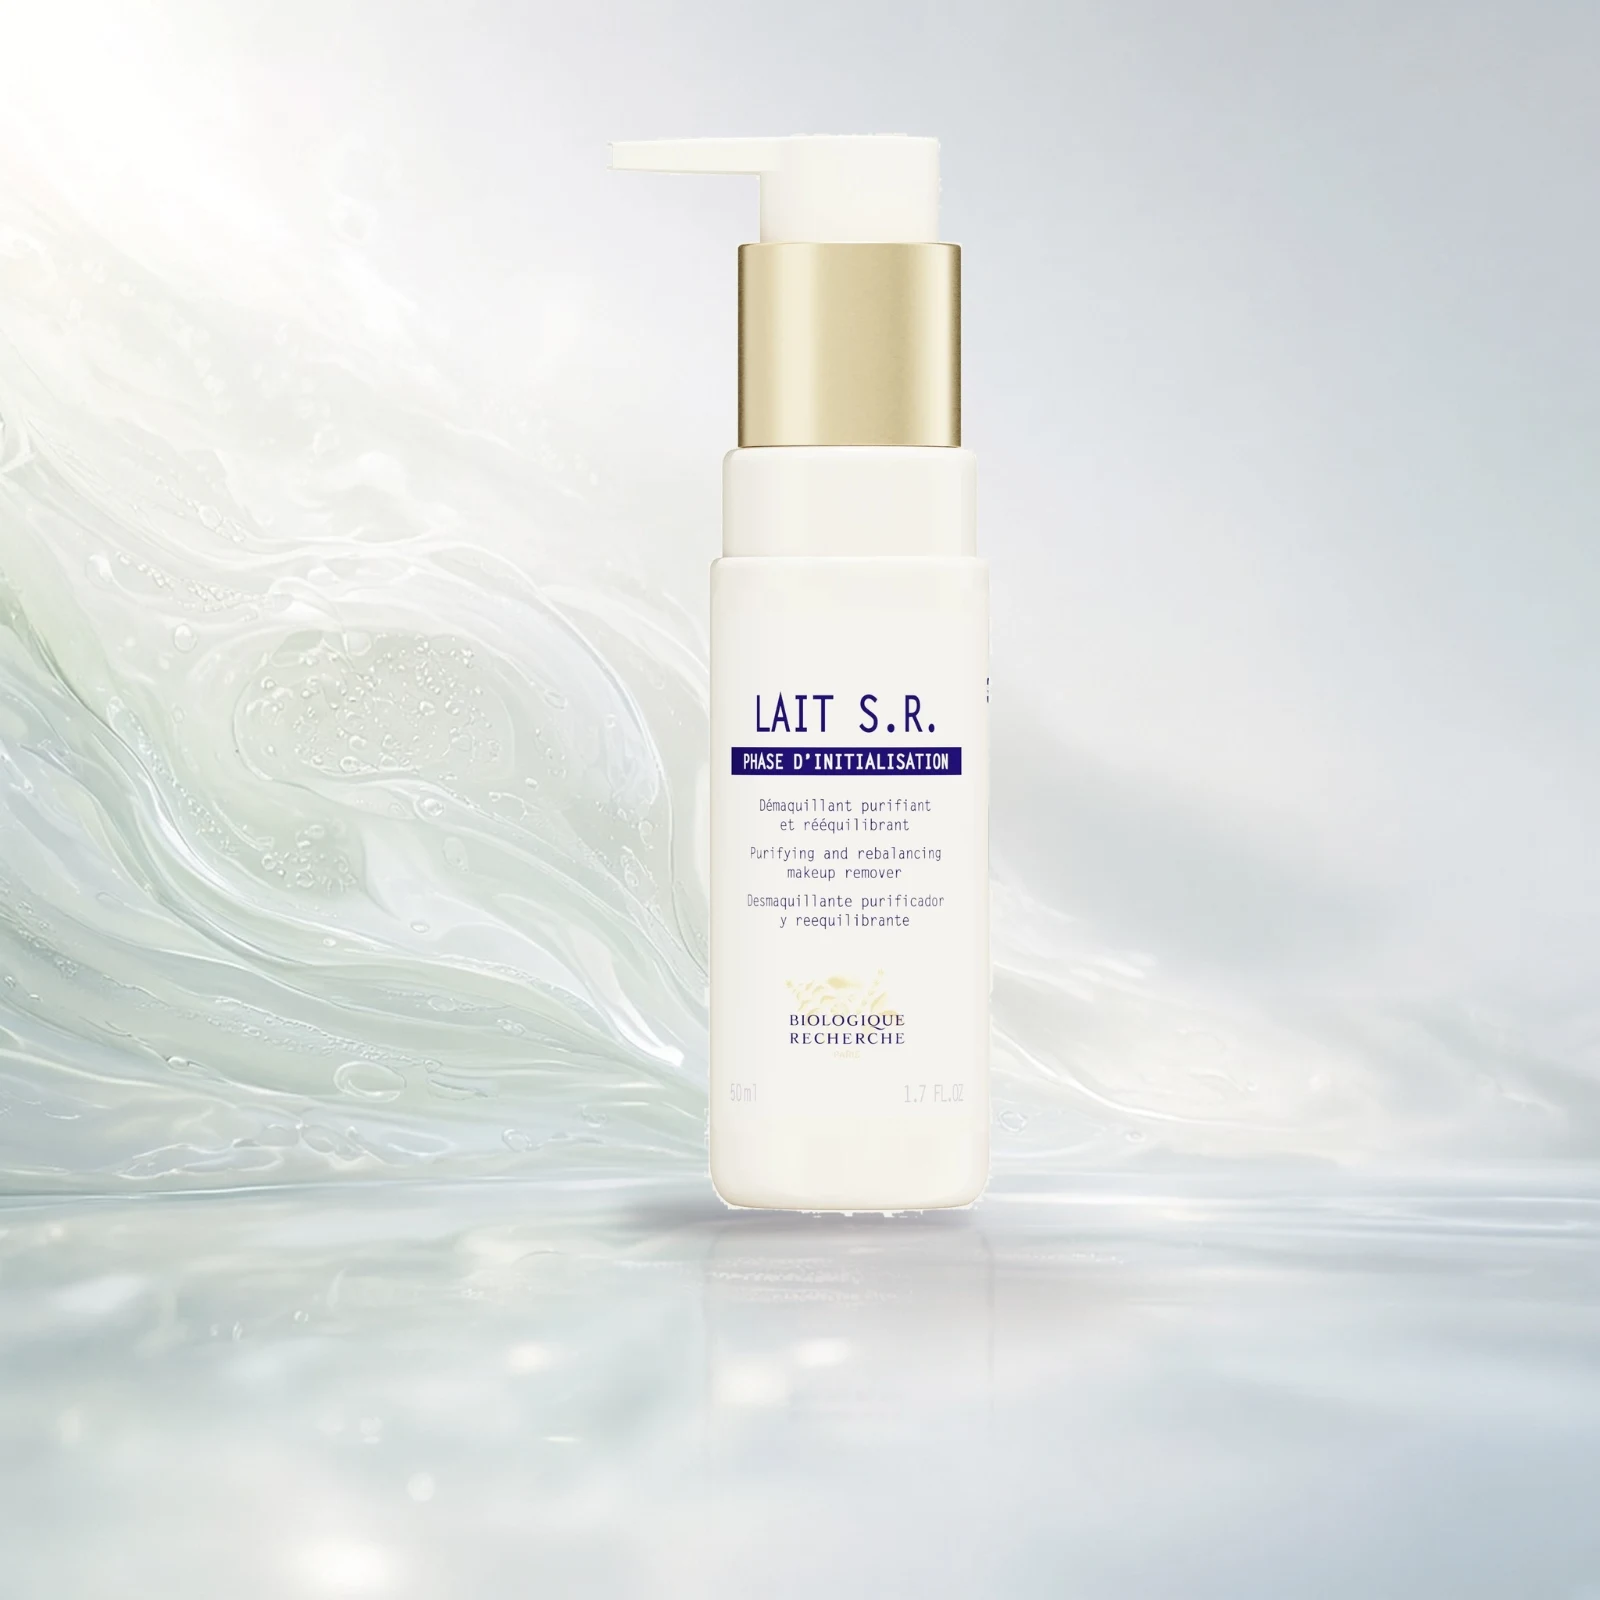 LAIT S.R.
PHASE D'INITIALISATION
Démaquillant purifiant
et rééquilibrant
Purifying and rebalancing
makeup remover
Desmaquillante purificador
y reequilibrante
BIOLOGIQUE
RECHERCHE
PARIS
50ml 1.7 FL.OZ